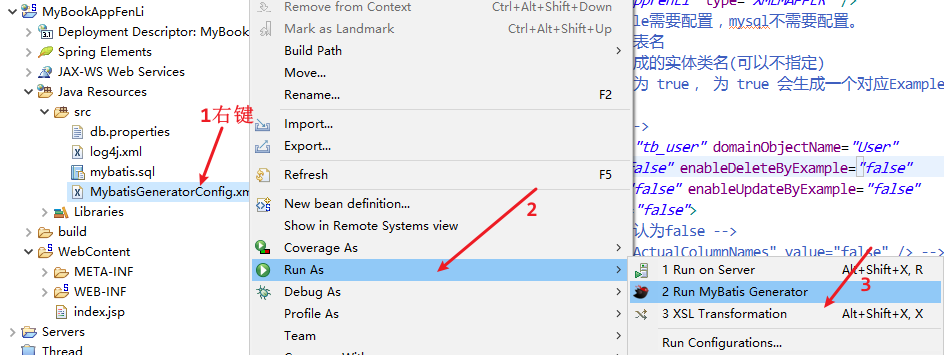 MyBookAppFenLi
Deployment Descriptor: MyBook
Spring Elements
JAX-WS Web Services
Java Resources
src
db.properties
log4j.xml
mybatis.sql
MybatisGeneratorConfig.xm
Libraries
build
WebContent
META-INF
WEB-INF
index.jsp
Servers
Thread
1右键
Remove from Context Ctrl+Alt+Shift+Down
Mark as Landmark Ctrl+Alt+Shift+Up
Build Path
Move...
Rename... F2
Import...
Export...
Refresh F5
New bean definition...
Show in Remote Systems view
Coverage As
Run As
Debug As
Profile As
Team
2
type="XMLMAPPER" />
le需要配置，mysql不需要配置。
表名
成的实体类名(可以不指定)
为 true， 为 true 会生成一个对应Example
->
"tb_user" domainObjectName="User"
false" enableDeleteByExample="false"
"false" enableUpdateByExample="false"
"false">
认为false -->
ActualColumnNames" value="false" /> -->
1 Run on Server Alt+Shift+X, R
2 Run MyBatis Generator
3 XSL Transformation Alt+Shift+X, X
Run Configurations...
3